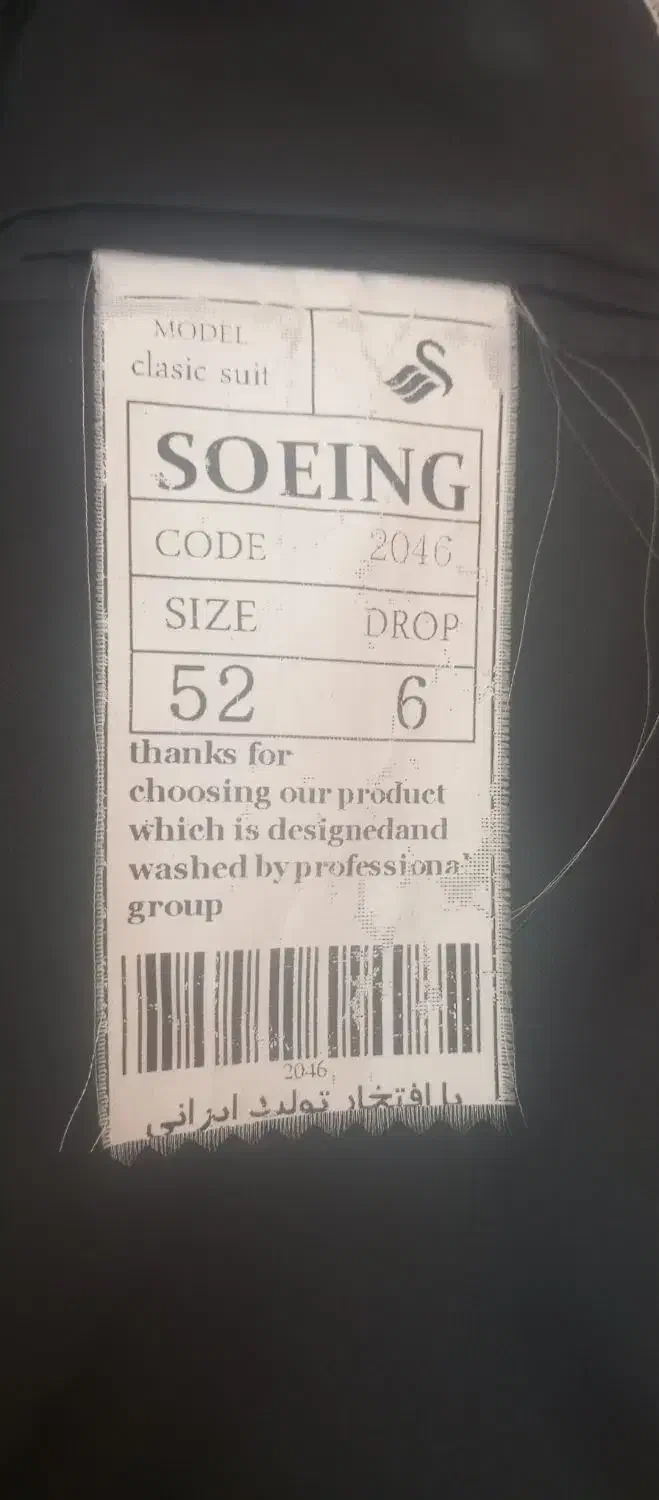 MODEL
clasic suit
SOEING
CODE 2046
SIZE DROP
52 6
thanks for
choosing our product
which is designedand
washed by professional
group
2046
با افتخار تولید ایرانی